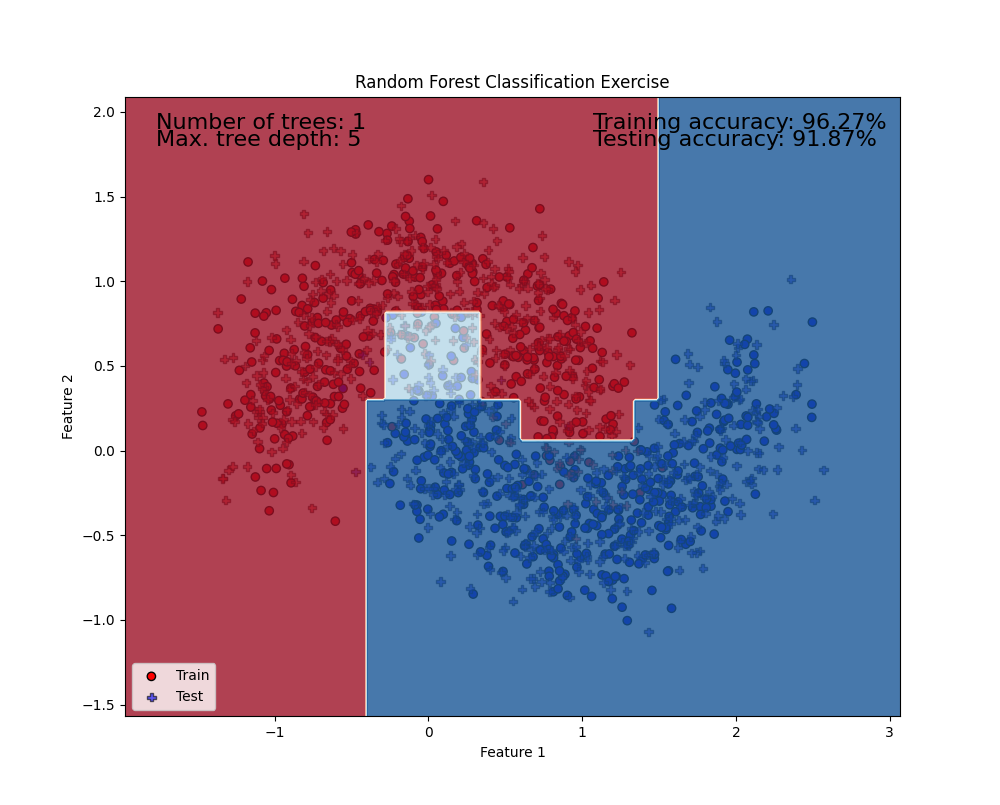 Random Forest Classification Exercise
Number of trees: 1
Max. tree depth: 5
Training accuracy: 96.27%
Testing accuracy: 91.87%
2.0
1.5
1.0
0.5
0.0
−0.5
−1.0
−1.5
Feature 2
Train
Test
−1
0
1
2
3
Feature 1